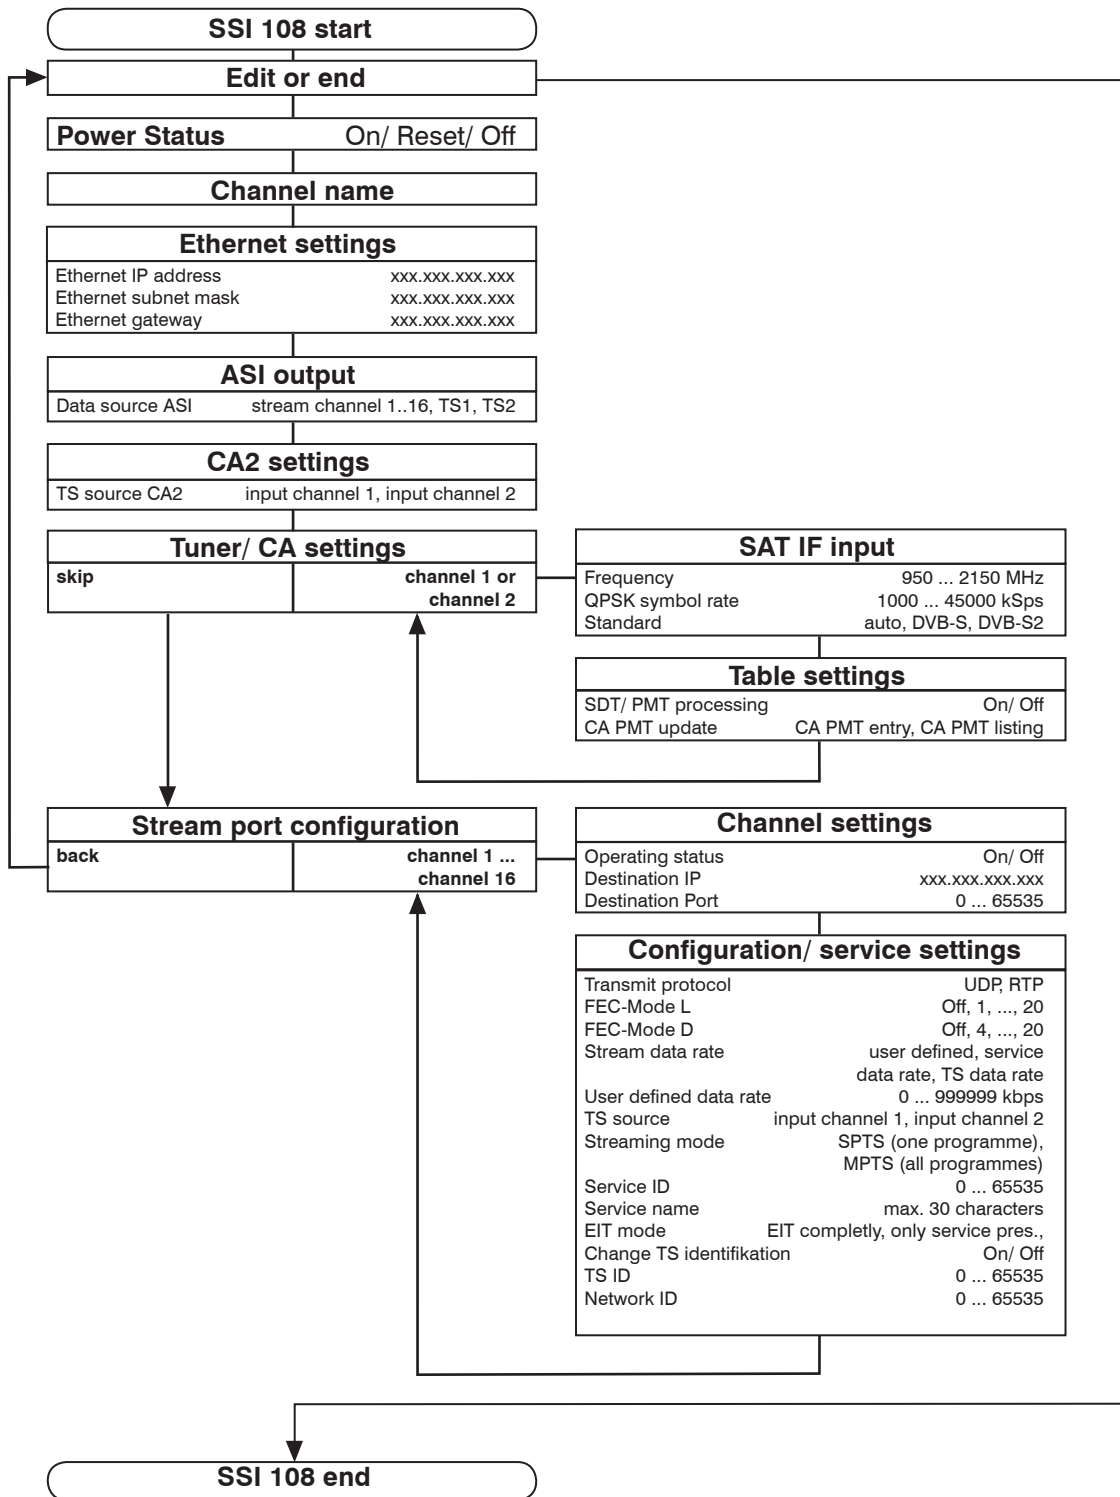 SSI 108 start
Edit or end
Power Status On/ Reset/ Off
Channel name
Ethernet settings
Ethernet IP address xxx.xxx.xxx.xxx
Ethernet subnet mask xxx.xxx.xxx.xxx
Ethernet gateway xxx.xxx.xxx.xxx
ASI output
Data source ASI stream channel 1..16, TS1, TS2
CA2 settings
TS source CA2 input channel 1, input channel 2
Tuner/ CA settings
skip channel 1 or
channel 2
SAT IF input
Frequency 950 ... 2150 MHz
QPSK symbol rate 1000 ... 45000 kSps
Standard auto, DVB-S, DVB-S2
Table settings
SDT/ PMT processing On/ Off
CA PMT update CA PMT entry, CA PMT listing
Stream port configuration
back channel 1 ...
channel 16
Channel settings
Operating status On/ Off
Destination IP xxx.xxx.xxx.xxx
Destination Port 0 ... 65535
Configuration/ service settings
Transmit protocol UDP, RTP
FEC-Mode L Off, 1, ..., 20
FEC-Mode D Off, 4, ..., 20
Stream data rate user defined, service
data rate, TS data rate
User defined data rate 0 ... 999999 kbps
TS source input channel 1, input channel 2
Streaming mode SPTS (one programme),
MPTS (all programmes)
Service ID 0 ... 65535
Service name max. 30 characters
EIT mode EIT completly, only service pres.,
Change TS identifikation On/ Off
TS ID 0 ... 65535
Network ID 0 ... 65535
SSI 108 end